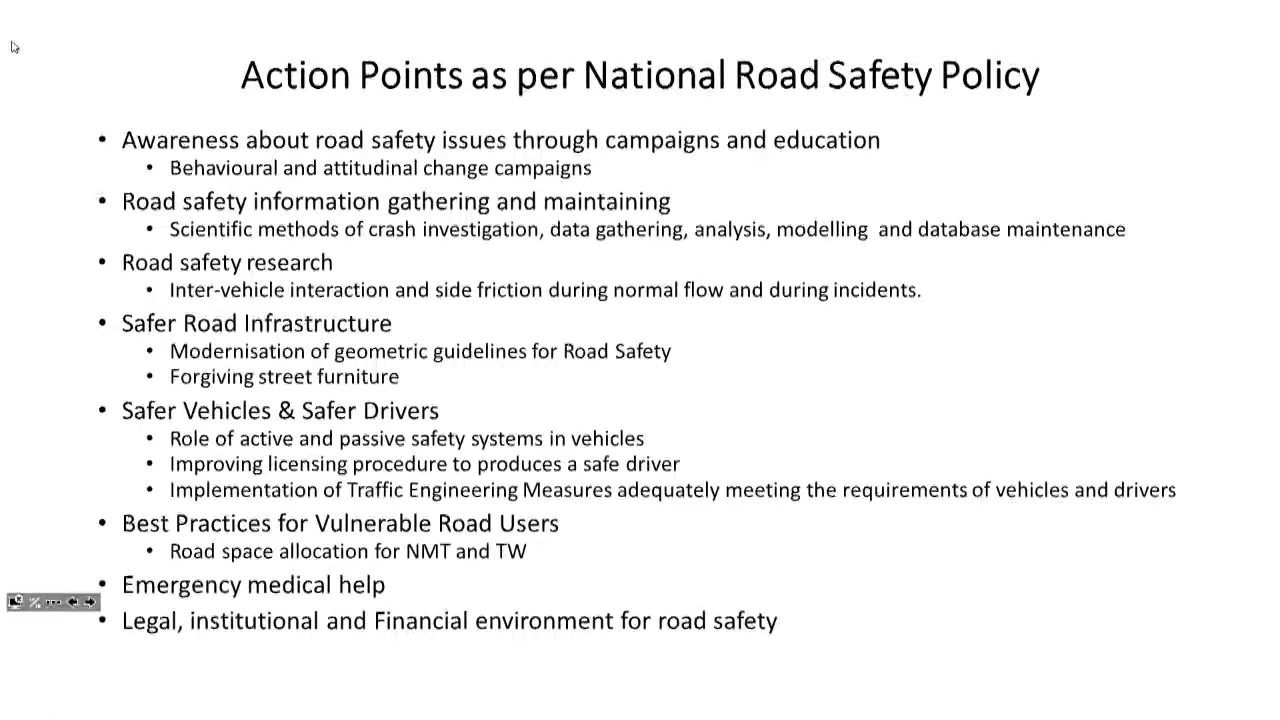 Action Points as per National Road Safety Policy
• Awareness about road safety issues through campaigns and education
• Behavioural and attitudinal change campaigns
• Road safety information gathering and maintaining
• Scientific methods of crash investigation, data gathering, analysis, modelling and database maintenance
• Road safety research
• Inter-vehicle interaction and side friction during normal flow and during incidents.
• Safer Road Infrastructure
• Modernisation of geometric guidelines for Road Safety
• Forgiving street furniture
• Safer Vehicles & Safer Drivers
• Role of active and passive safety systems in vehicles
• Improving licensing procedure to produces a safe driver
• Implementation of Traffic Engineering Measures adequately meeting the requirements of vehicles and drivers
• Best Practices for Vulnerable Road Users
• Road space allocation for NMT and TW
• Emergency medical help
• Legal, institutional and Financial environment for road safety